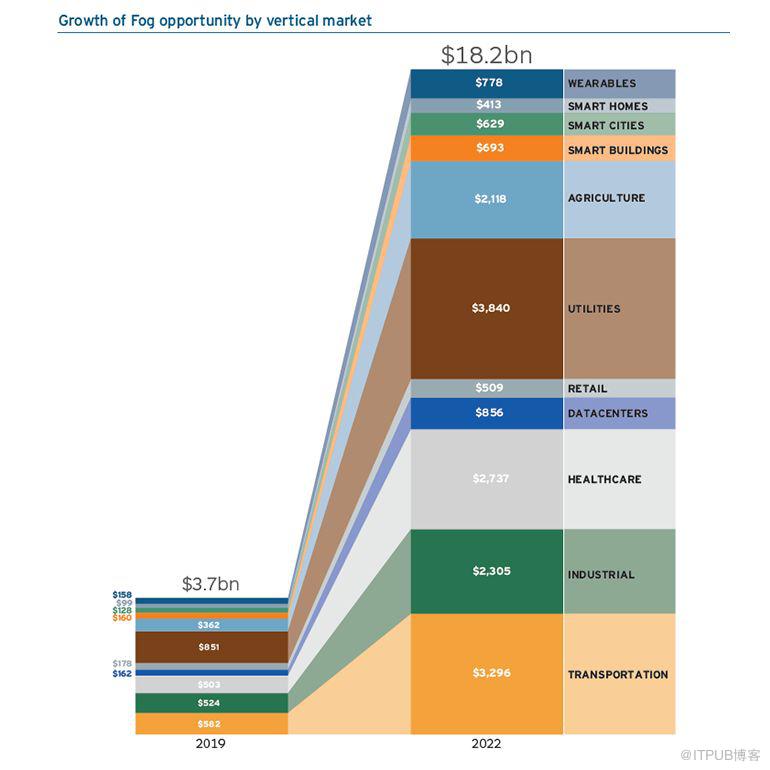 Growth of Fog opportunity by vertical market
$18.2bn
$778 WEARABLES
$413 SMART HOMES
$629 SMART CITIES
$693 SMART BUILDINGS
$2,118 AGRICULTURE
$3,840 UTILITIES
$509 RETAIL
$856 DATACENTERS
$2,737 HEALTHCARE
$2,305 INDUSTRIAL
$3,296 TRANSPORTATION
$3.7bn
$158
$99
$128
$160
$362
$851
$178
$162
$503
$524
$582
2019 2022
@ITPUB博客